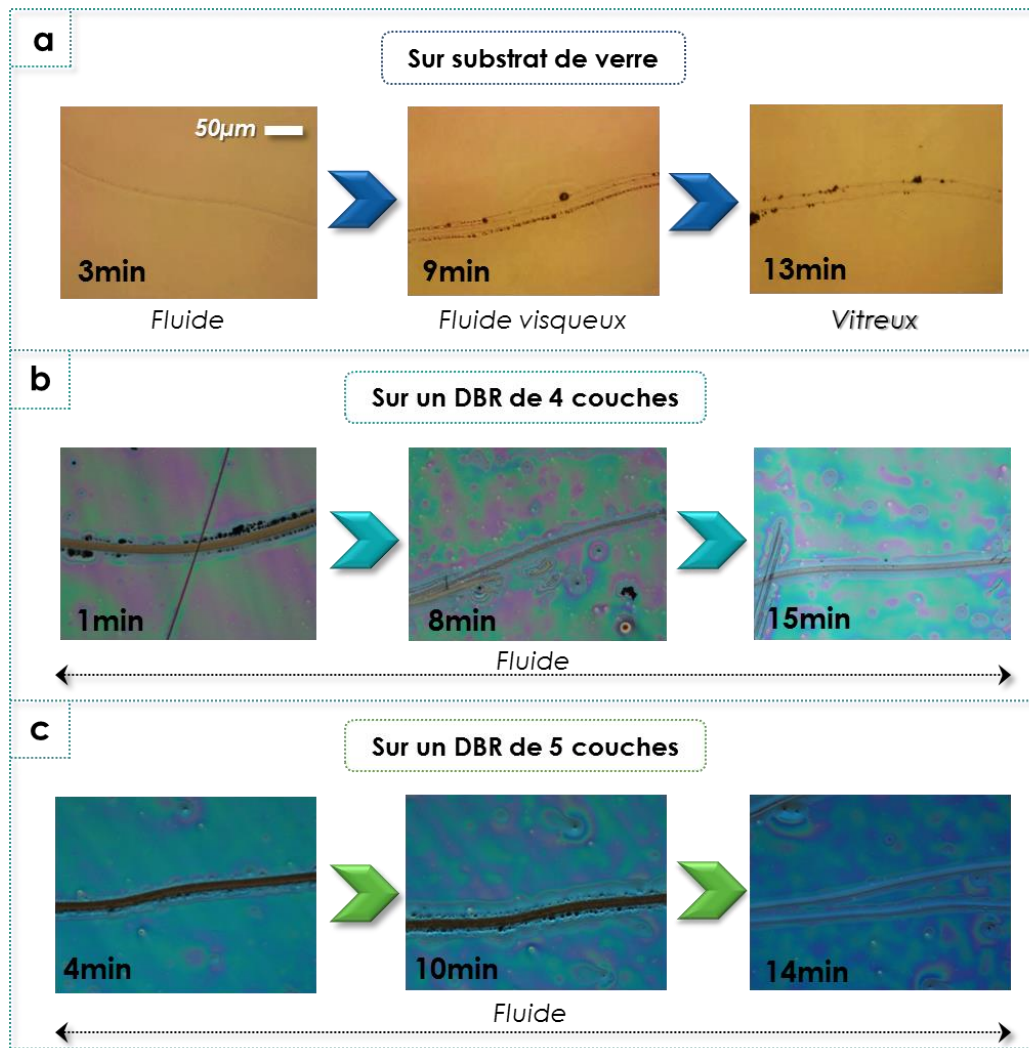 a
Sur substrat de verre
50µm
3min
9min
13min
Fluide
Fluide visqueux
Vitreux
b
Sur un DBR de 4 couches
1min
8min
15min
Fluide
c
Sur un DBR de 5 couches
4min
10min
14min
Fluide